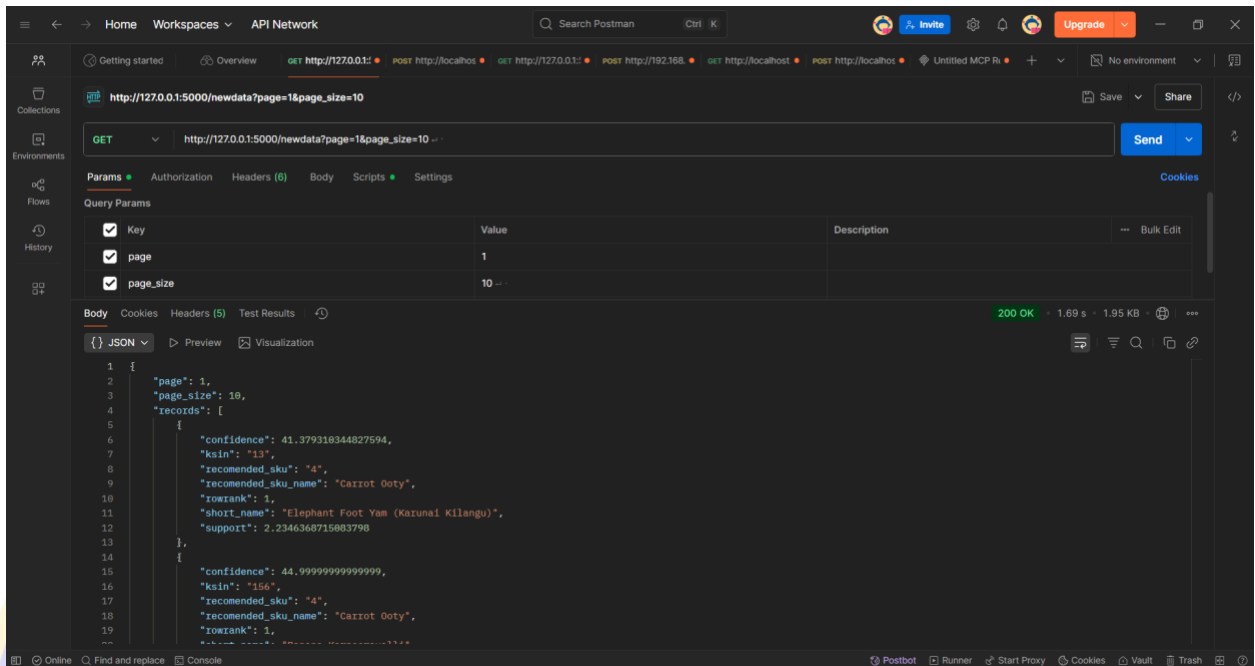 Home Workspaces API Network Search Postman Ctrl K Invite Upgrade
Getting started Overview GET http://127.0.0.1:! POST http://localhos GET http://127.0.0.1:! POST http://192.168. GET http://localhost. POST http://localhos Untitled MCP Re No environment
http://127.0.0.1:5000/newdata?page=1&page_size=10 Save Share
Collections
GET http://127.0.0.1:5000/newdata?page=1&page_size=10 Send
Environments
Params Authorization Headers (6) Body Scripts Settings Cookies
Flows
Query Params
Key Value Description Bulk Edit
History
page 1
page_size 10
Body Cookies Headers (5) Test Results 200 OK 1.69 s 1.95 KB
{} JSON Preview Visualization
1 {
2 "page": 1,
3 "page_size": 10,
4 "records": [
5 {
6 "confidence": 41.379310344827594,
7 "ksin": "13",
8 "recomended_sku": "4",
9 "recomended_sku_name": "Carrot Ooty",
10 "rowrank": 1,
11 "short_name": "Elephant Foot Yam (Karunai Kilangu)",
12 "support": 2.2346368715083798
13 },
14 {
15 "confidence": 44.99999999999999,
16 "ksin": "156",
17 "recomended_sku": "4",
18 "recomended_sku_name": "Carrot Ooty",
19 "rowrank": 1,
Online Find and replace Console Postbot Runner Start Proxy Cookies Vault Trash